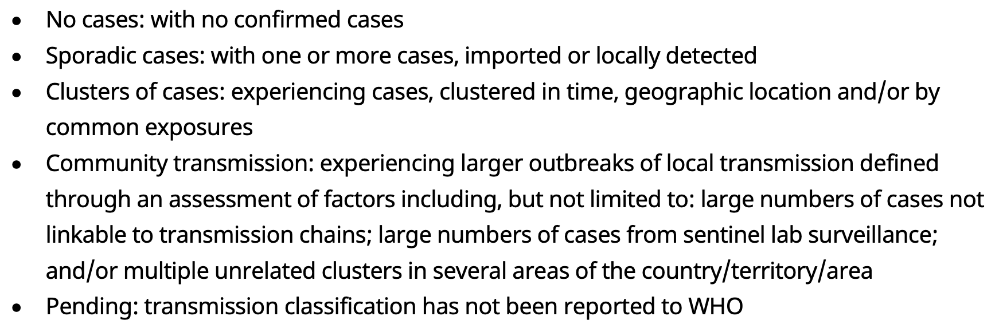 • No cases: with no confirmed cases
• Sporadic cases: with one or more cases, imported or locally detected
• Clusters of cases: experiencing cases, clustered in time, geographic location and/or by
common exposures
• Community transmission: experiencing larger outbreaks of local transmission defined
through an assessment of factors including, but not limited to: large numbers of cases not
linkable to transmission chains; large numbers of cases from sentinel lab surveillance;
and/or multiple unrelated clusters in several areas of the country/territory/area
• Pending: transmission classification has not been reported to WHO